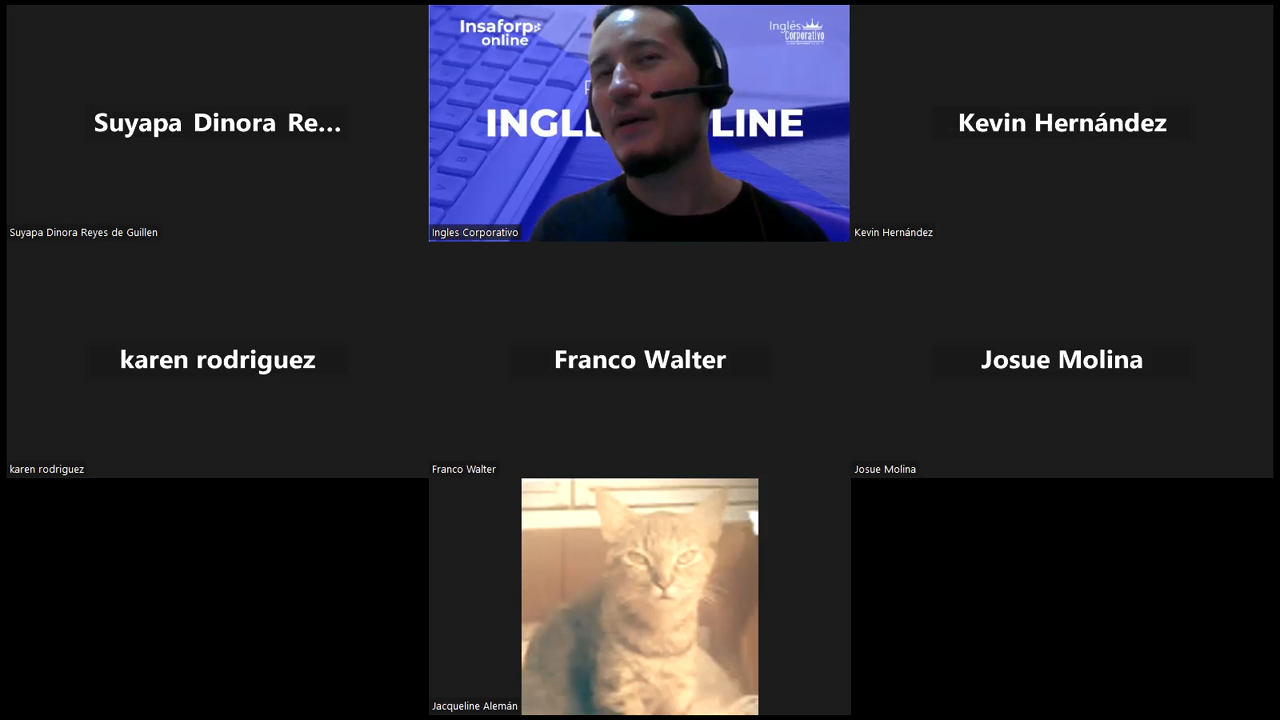 Suyapa Dinora Re...
Suyapa Dinora Reyes de Guillen
Insaforp
online
Inglés
Corporativo
INGL
LINE
Ingles Corporativo
Kevin Hernández
Kevin Hernández
karen rodriguez
karen rodriguez
Franco Walter
Franco Walter
Josue Molina
Josue Molina
Jacqueline Alemán